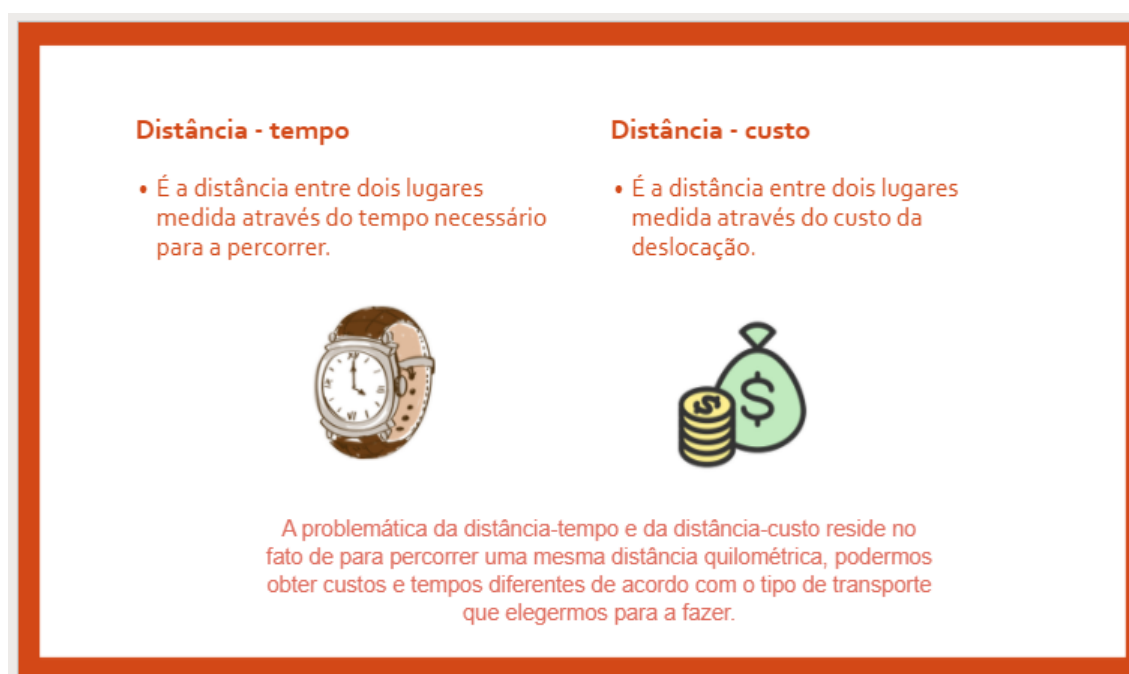 Distância - tempo
• É a distância entre dois lugares
medida através do tempo necessário
para a percorrer.
Distância - custo
• É a distância entre dois lugares
medida através do custo da
deslocação.
$
$
A problemática da distância-tempo e da distância-custo reside no
fato de para percorrer uma mesma distância quilométrica, podermos
obter custos e tempos diferentes de acordo com o tipo de transporte
que elegermos para a fazer.